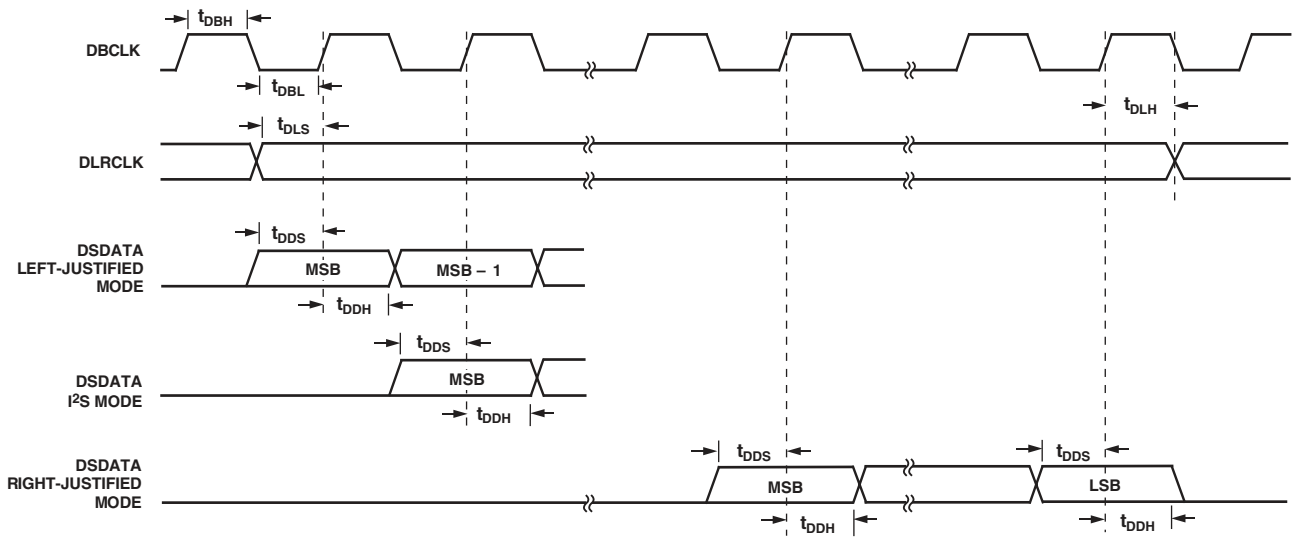 tDBH
DBCLK
tDBL
tDLH
tDLS
DLRCLK
tDDS
DSDATA
LEFT-JUSTIFIED
MODE
MSB
MSB – 1
tDDH
tDDS
DSDATA
I²S MODE
MSB
tDDH
DSDATA
RIGHT-JUSTIFIED
MODE
tDDS
tDDS
MSB
LSB
tDDH
tDDH